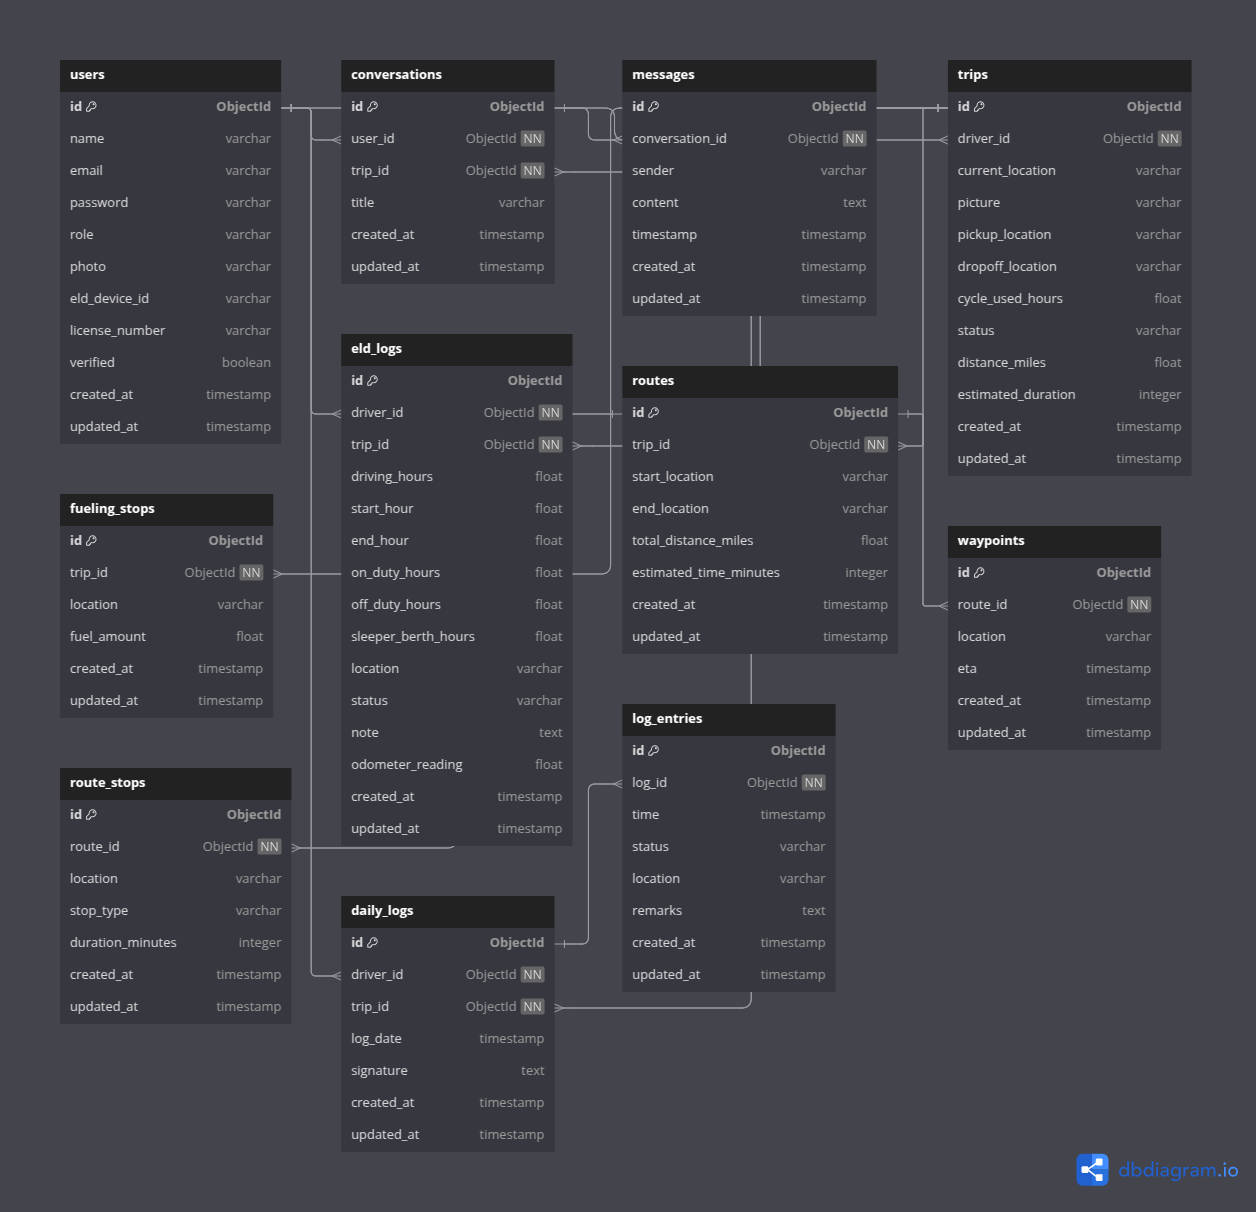 users
id ObjectId
name varchar
email varchar
password varchar
role varchar
photo varchar
eld_device_id varchar
license_number varchar
verified boolean
created_at timestamp
updated_at timestamp
conversations
id ObjectId
user_id ObjectId NN
trip_id ObjectId NN
title varchar
created_at timestamp
updated_at timestamp
messages
id ObjectId
conversation_id ObjectId NN
sender varchar
content text
timestamp timestamp
created_at timestamp
updated_at timestamp
trips
id ObjectId
driver_id ObjectId NN
current_location varchar
picture varchar
pickup_location varchar
dropoff_location varchar
cycle_used_hours float
status varchar
distance_miles float
estimated_duration integer
created_at timestamp
updated_at timestamp
eld_logs
id ObjectId
driver_id ObjectId NN
trip_id ObjectId NN
driving_hours float
start_hour float
end_hour float
on_duty_hours float
off_duty_hours float
sleeper_berth_hours float
location varchar
status varchar
note text
odometer_reading float
created_at timestamp
updated_at timestamp
routes
id ObjectId
trip_id ObjectId NN
start_location varchar
end_location varchar
total_distance_miles float
estimated_time_minutes integer
created_at timestamp
updated_at timestamp
fueling_stops
id ObjectId
trip_id ObjectId NN
location varchar
fuel_amount float
created_at timestamp
updated_at timestamp
waypoints
id ObjectId
route_id ObjectId NN
location varchar
eta timestamp
created_at timestamp
updated_at timestamp
log_entries
id ObjectId
log_id ObjectId NN
time timestamp
status varchar
location varchar
remarks text
created_at timestamp
updated_at timestamp
route_stops
id ObjectId
route_id ObjectId NN
location varchar
stop_type varchar
duration_minutes integer
created_at timestamp
updated_at timestamp
daily_logs
id ObjectId
driver_id ObjectId NN
trip_id ObjectId NN
log_date timestamp
signature text
created_at timestamp
updated_at timestamp
dbdiagram.io